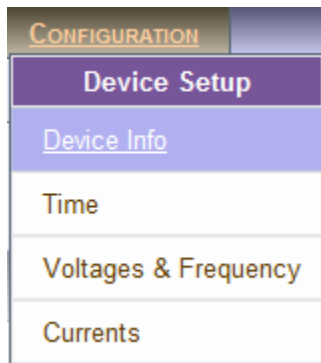 CONFIGURATION
Device Setup
Device Info
Time
Voltages & Frequency
Currents